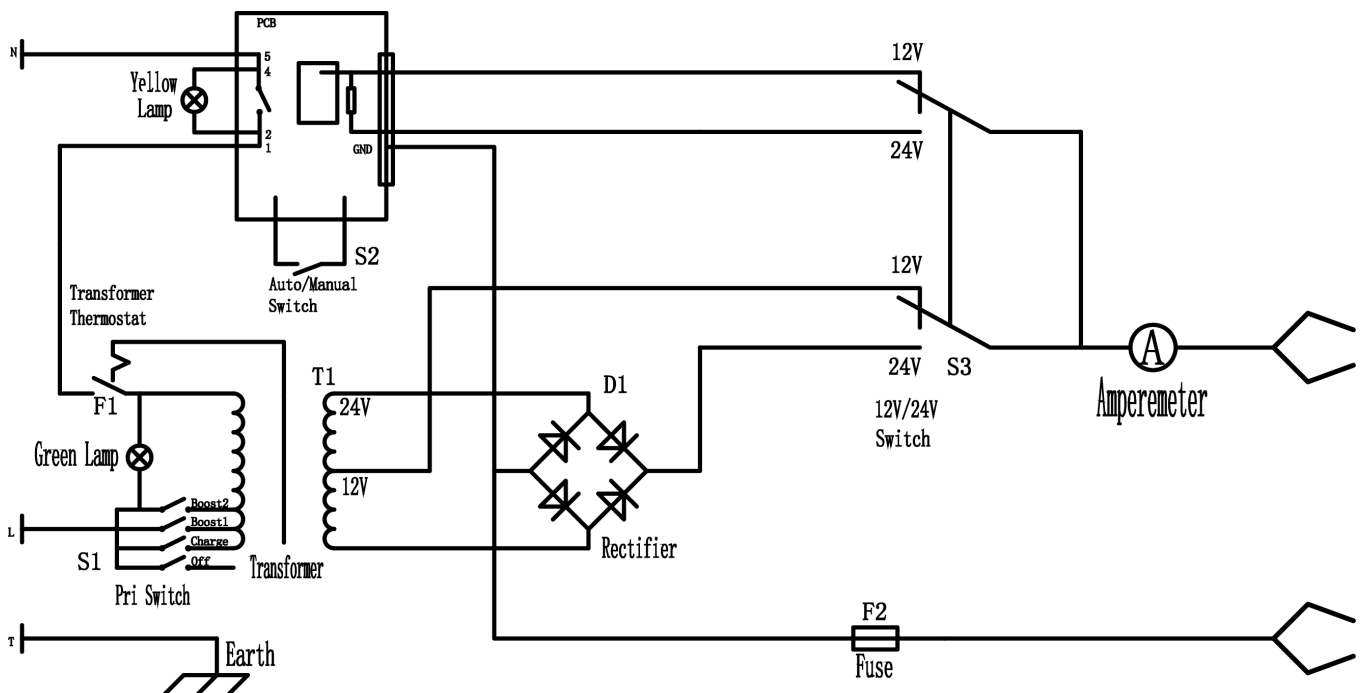 PCB
N
5
4
Yellow
Lamp
2
1
GND
12V
24V
S2
Auto/Manual
Switch
12V
24V
S3
12V/24V
Switch
A
Amperemeter
Transformer
Thermostat
F1
T1
24V
12V
D1
Rectifier
Green Lamp
Boost2
Boost1
Charge
Off
L
S1
Pri Switch
Transformer
T
Earth
F2
Fuse